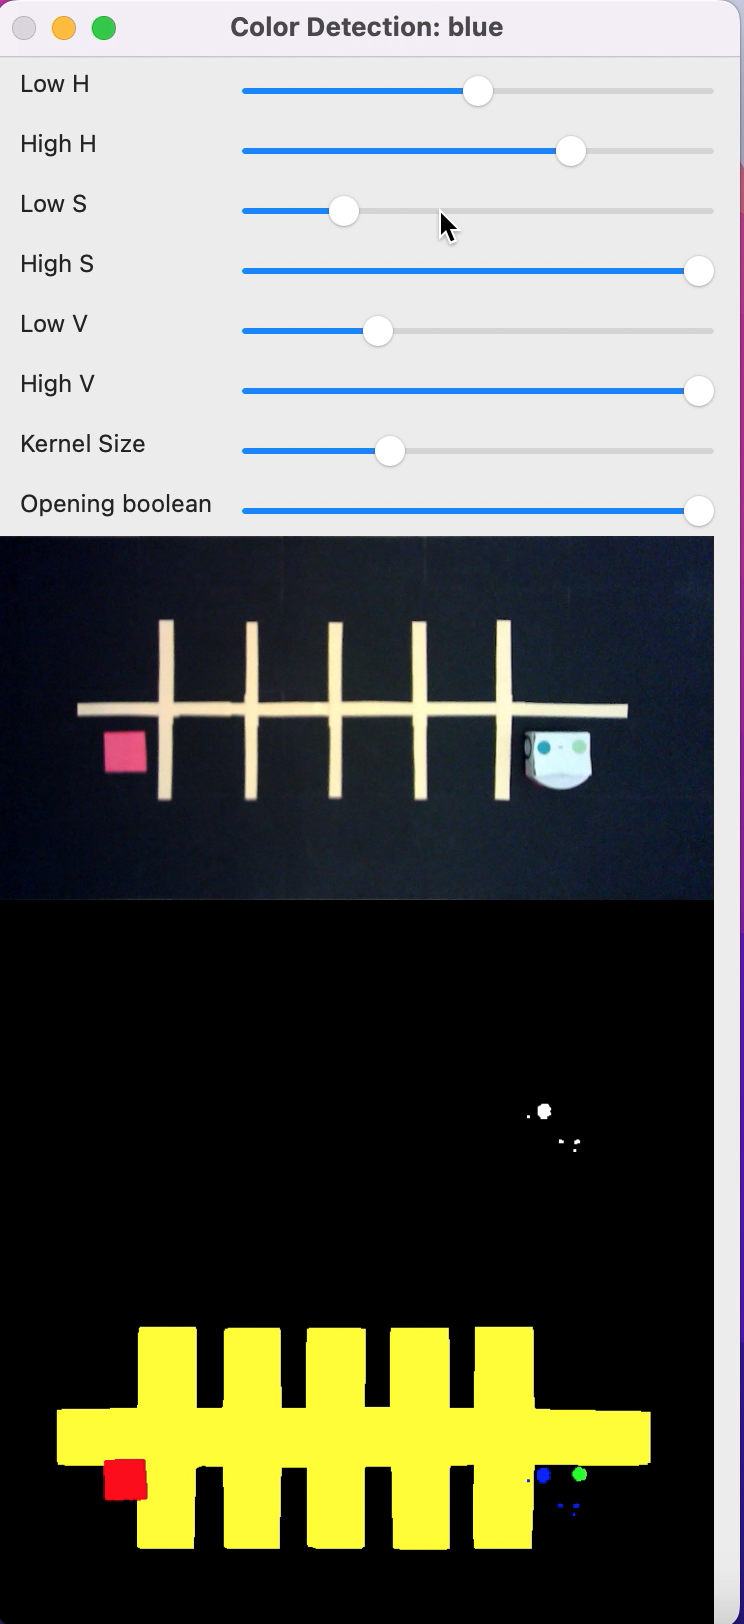 Color Detection: blue
Low H
High H
Low S
High S
Low V
High V
Kernel Size
Opening boolean